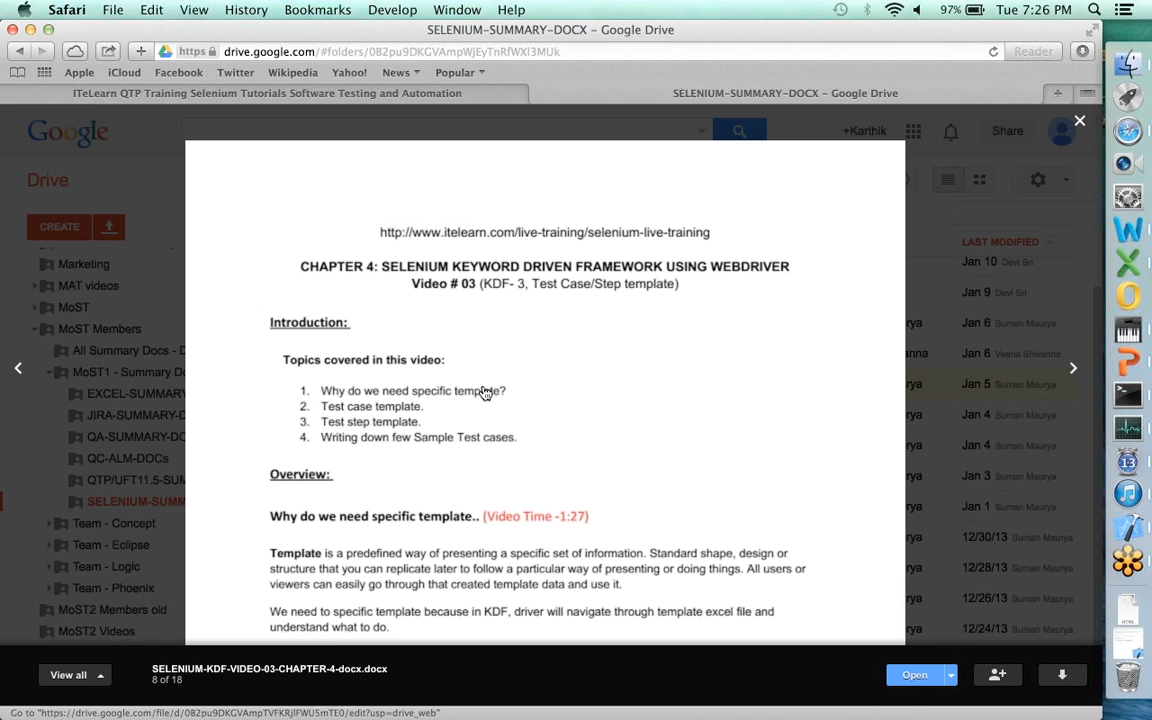 Safari File Edit View History Bookmarks Develop Window Help 97% Tue 7:26 PM
SELENIUM-SUMMARY-DOCX – Google Drive
https drive.google.com/#folders/0B2pu9DKGVAmpWjEyTnRfWXl3MUk Reader
Apple iCloud Facebook Twitter Wikipedia Yahoo! News Popular
ITeLearn QTP Training Selenium Tutorials Software Testing and Automation SELENIUM-SUMMARY-DOCX – Google Drive
Google +Karthik Share
Drive
CREATE
LAST MODIFIED
Marketing
MAT videos
MoST
MoST Members
All Summary Docs - D
MoST1 - Summary Do
EXCEL-SUMMARY
JIRA-SUMMARY-D
QA-SUMMARY-DO
QC-ALM-DOCs
QTP/UFT11.5-SUM
SELENIUM-SUMM
Team - Concept
Team - Eclipse
Team - Logic
Team - Phoenix
MoST2 Members old
MoST2 Videos
http://www.itelearn.com/live-training/selenium-live-training
CHAPTER 4: SELENIUM KEYWORD DRIVEN FRAMEWORK USING WEBDRIVER
Video # 03 (KDF- 3, Test Case/Step template)
Introduction:
Topics covered in this video:
1. Why do we need specific template?
2. Test case template.
3. Test step template.
4. Writing down few Sample Test cases.
Overview:
Why do we need specific template.. (Video Time -1:27)
Template is a predefined way of presenting a specific set of information. Standard shape, design or
structure that you can replicate later to follow a particular way of presenting or doing things. All users or
viewers can easily go through that created template data and use it.
We need to specific template because in KDF, driver will navigate through template excel file and
understand what to do.
Jan 10 Devi Sri
Jan 9 Devi Sri
rya Jan 6 Suman Maurya
anna Jan 6 Veena Shivanna
rya Jan 5 Suman Maurya
rya Jan 4 Suman Maurya
rya Jan 4 Suman Maurya
rya Jan 3 Suman Maurya
rya Jan 1 Suman Maurya
rya 12/30/13 Suman Maurya
rya 12/28/13 Suman Maurya
rya 12/26/13 Suman Maurya
rya 12/24/13 Suman Maurya
13
HTML
View all
SELENIUM-KDF-VIDEO-03-CHAPTER-4-docx.docx
8 of 18
Open
Go to "https://drive.google.com/file/d/0B2pu9DKGVAmpTVFKRjlFWU5mTE0/edit?usp=drive_web"